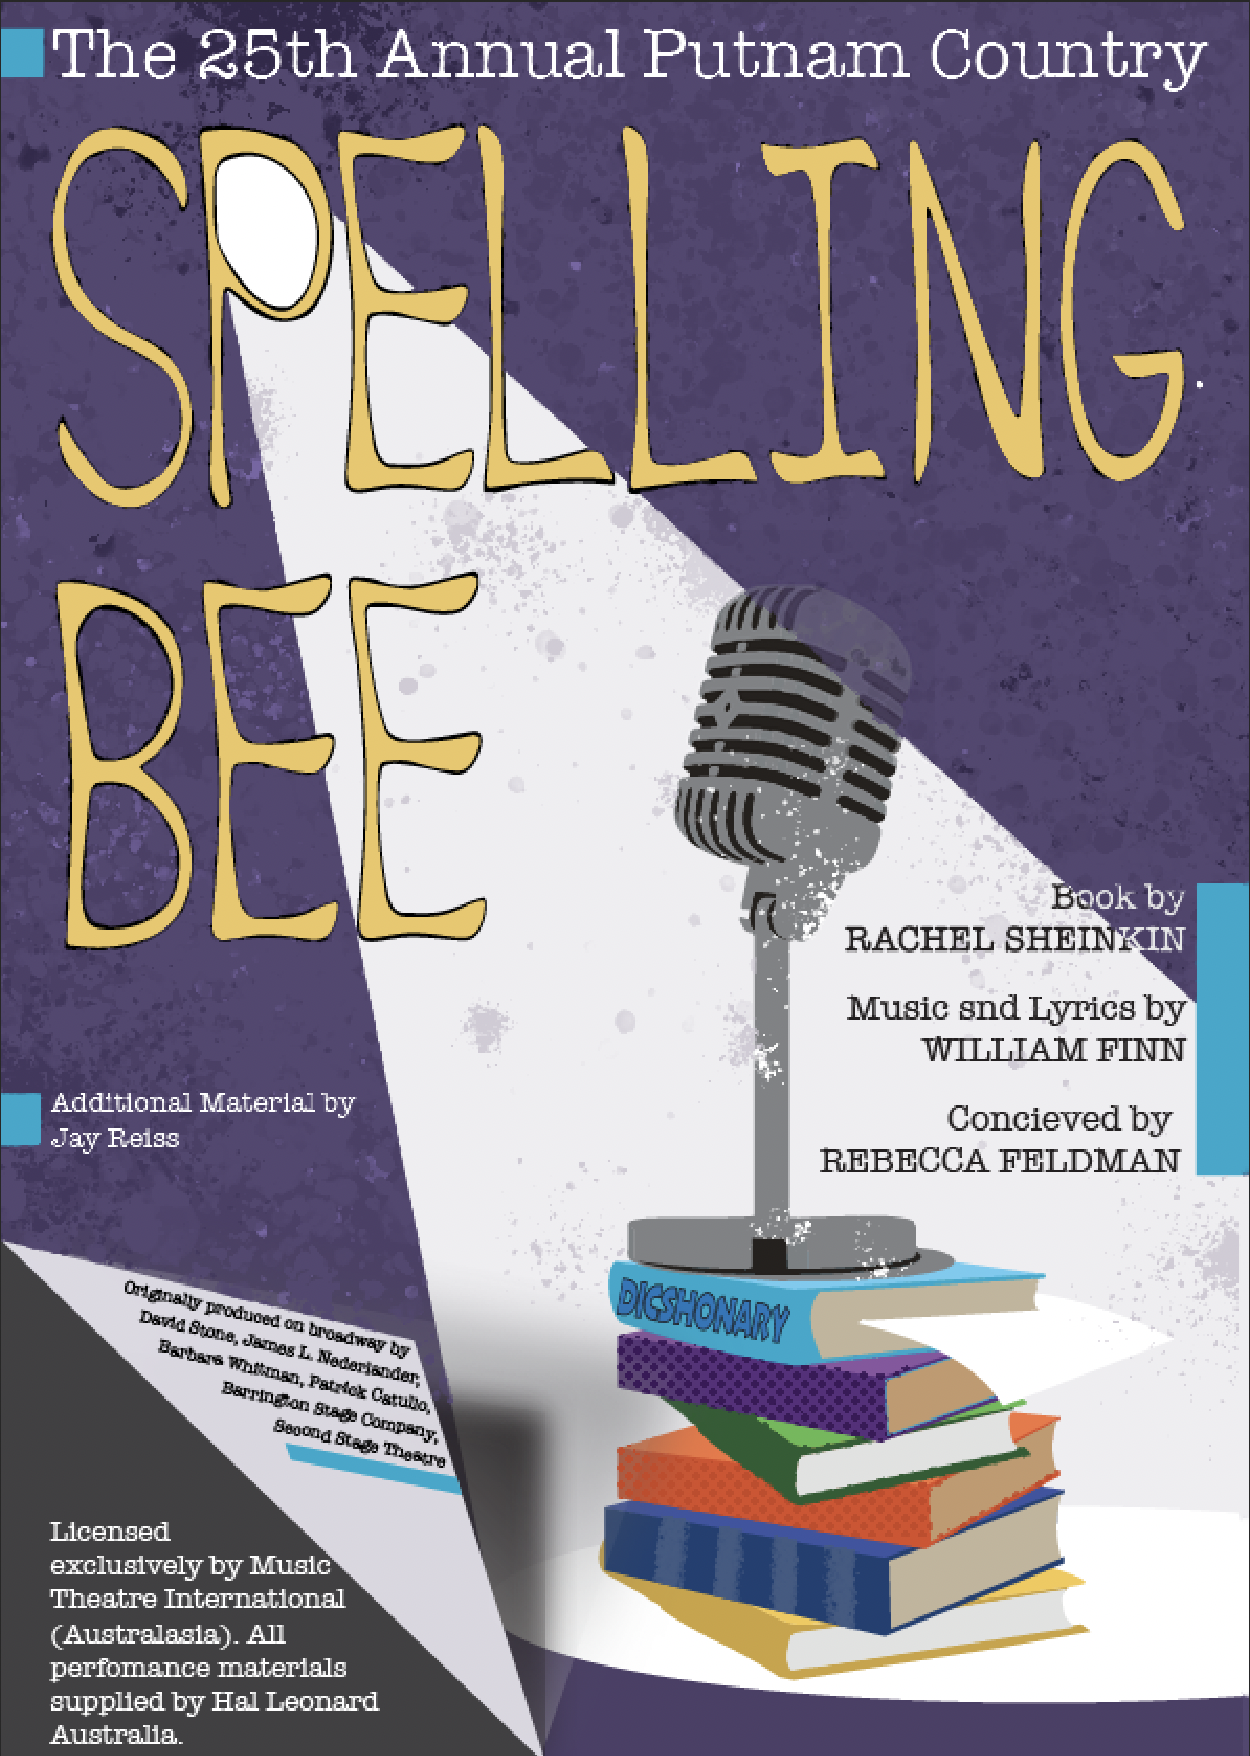 The 25th Annual Putnam Country
SPELLING
BEE
Book by
RACHEL SHEINKIN
Music snd Lyrics by
WILLIAM FINN
Concieved by
REBECCA FELDMAN
Additional Material by
Jay Reiss
DICSHONARY
Originally produced on broadway by
David Stone, James L. Nederlander,
Barbara Whitman, Patrick Catullo,
Barrington Stage Company,
Second Stage Theatre
Licensed
exclusively by Music
Theatre International
(Australasia). All
perfomance materials
supplied by Hal Leonard
Australia.